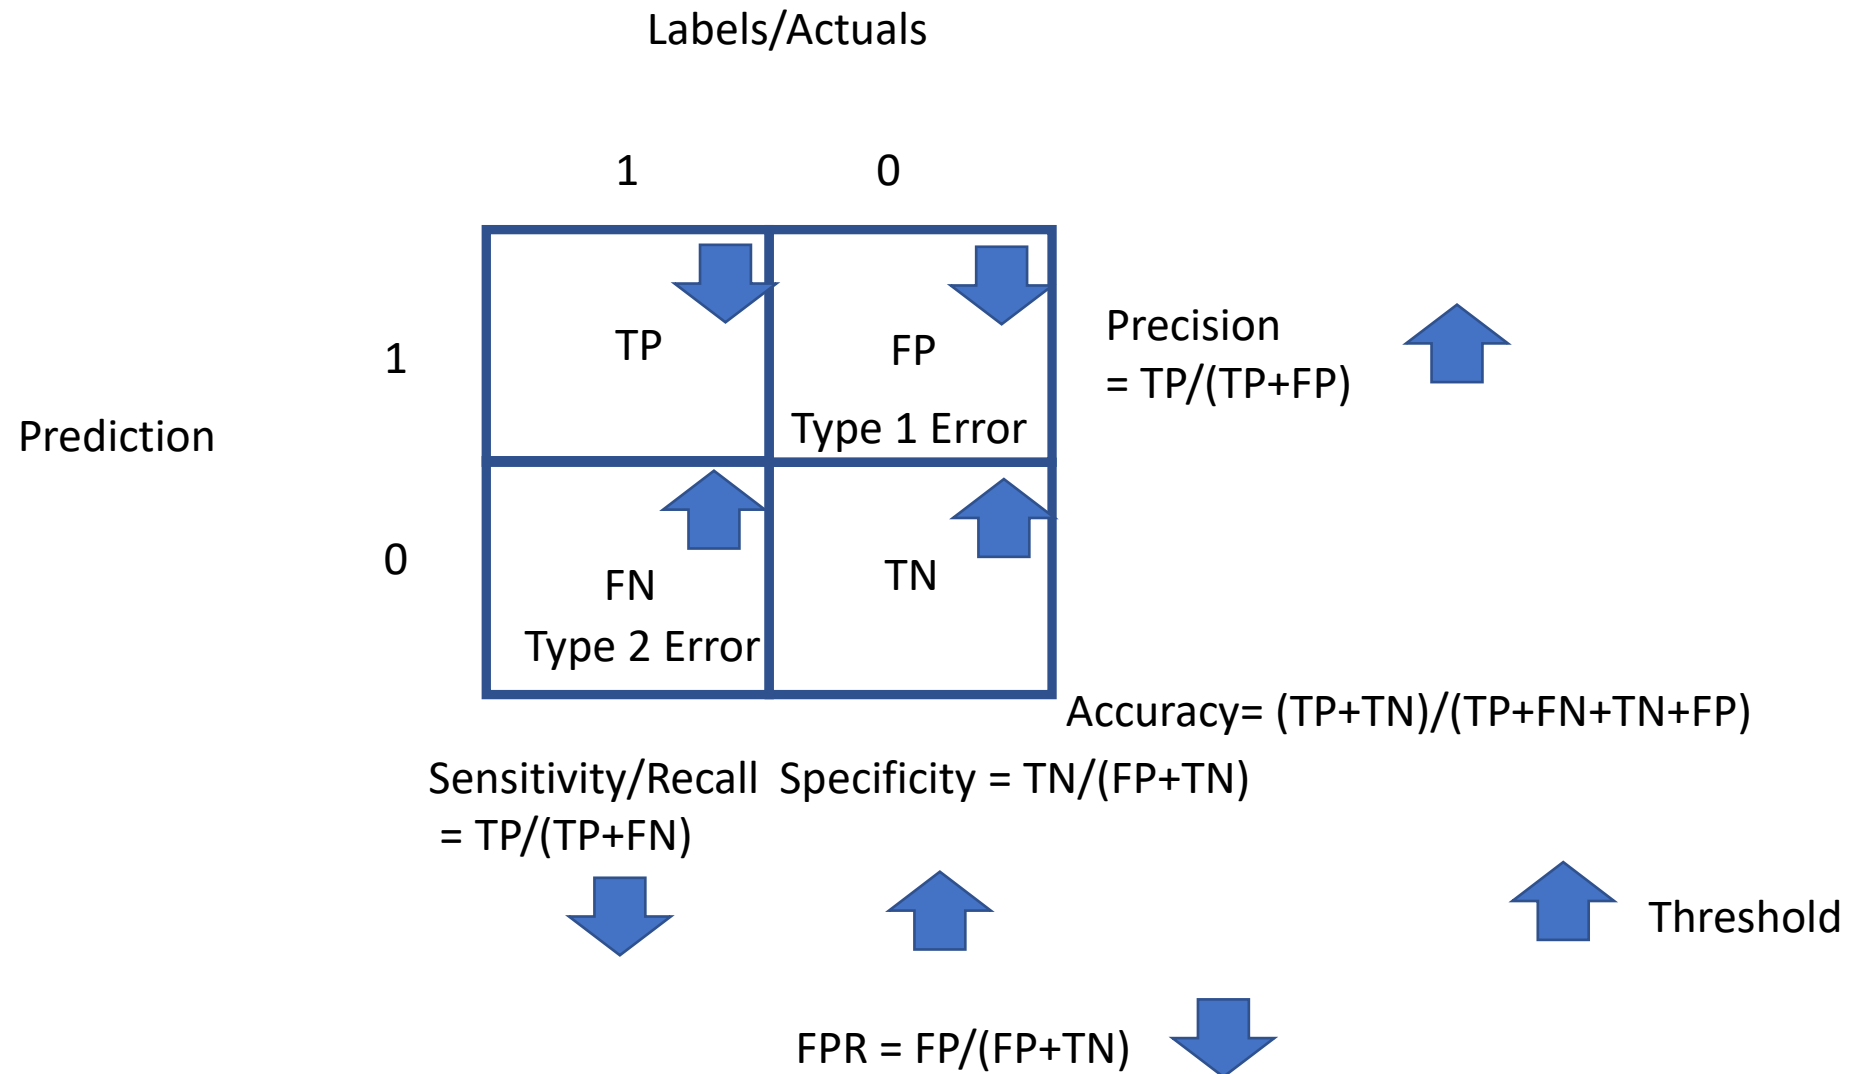 Labels/Actuals
1 0
TP
FP
Type 1 Error
1
Precision
= TP/(TP+FP)
Prediction
0
FN
Type 2 Error
TN
Accuracy= (TP+TN)/(TP+FN+TN+FP)
Sensitivity/Recall
= TP/(TP+FN)
Specificity = TN/(FP+TN)
Threshold
FPR = FP/(FP+TN)